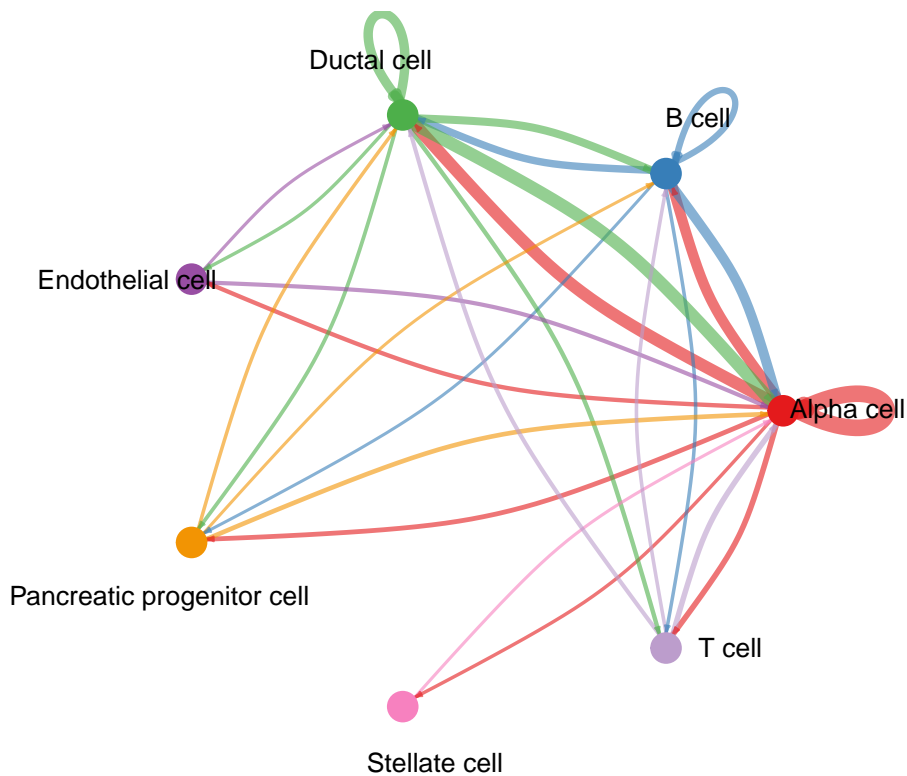 Ductal cell
B cell
Endothelial cell
Alpha cell
Pancreatic progenitor cell
T cell
Stellate cell